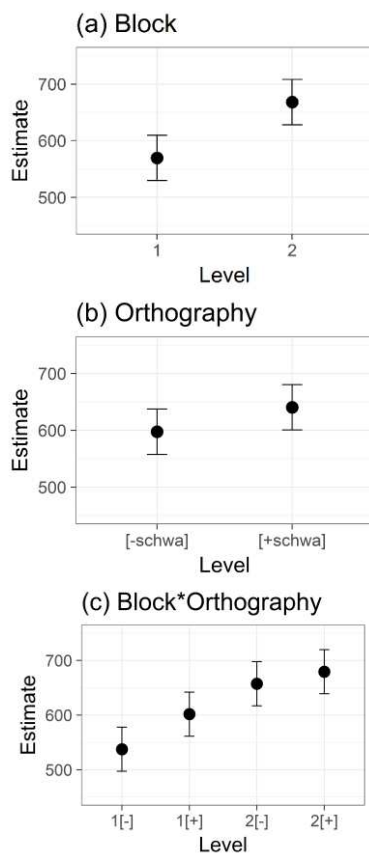 (a) Block
Estimate
700
600
500
1 2
Level
(b) Orthography
Estimate
700
600
500
[-schwa] [+schwa]
Level
(c) Block*Orthography
Estimate
700
600
500
1[-] 1[+] 2[-] 2[+]
Level